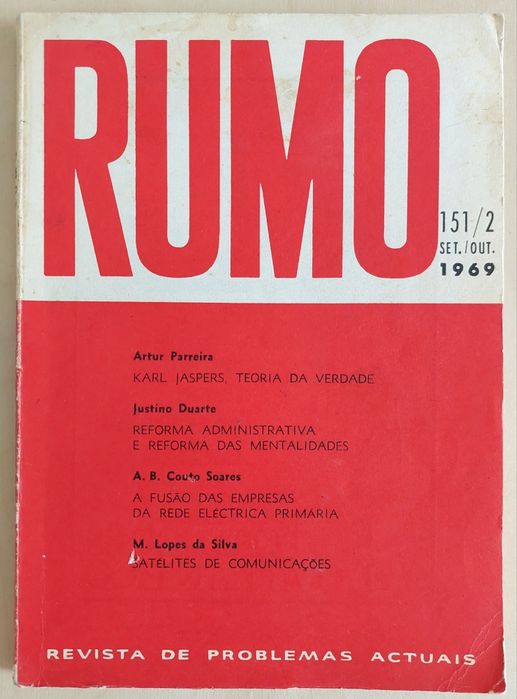 RUMO
151/2
SET./OUT.
1969
Artur Parreira
KARL JASPERS, TEORIA DA VERDADE
Justino Duarte
REFORMA ADMINISTRATIVA
E REFORMA DAS MENTALIDADES
A. B. Couto Soares
A FUSÃO DAS EMPRESAS
DA REDE ELÉCTRICA PRIMÁRIA
M. Lopes da Silva
SATÉLITES DE COMUNICAÇÕES
REVISTA DE PROBLEMAS ACTUAIS